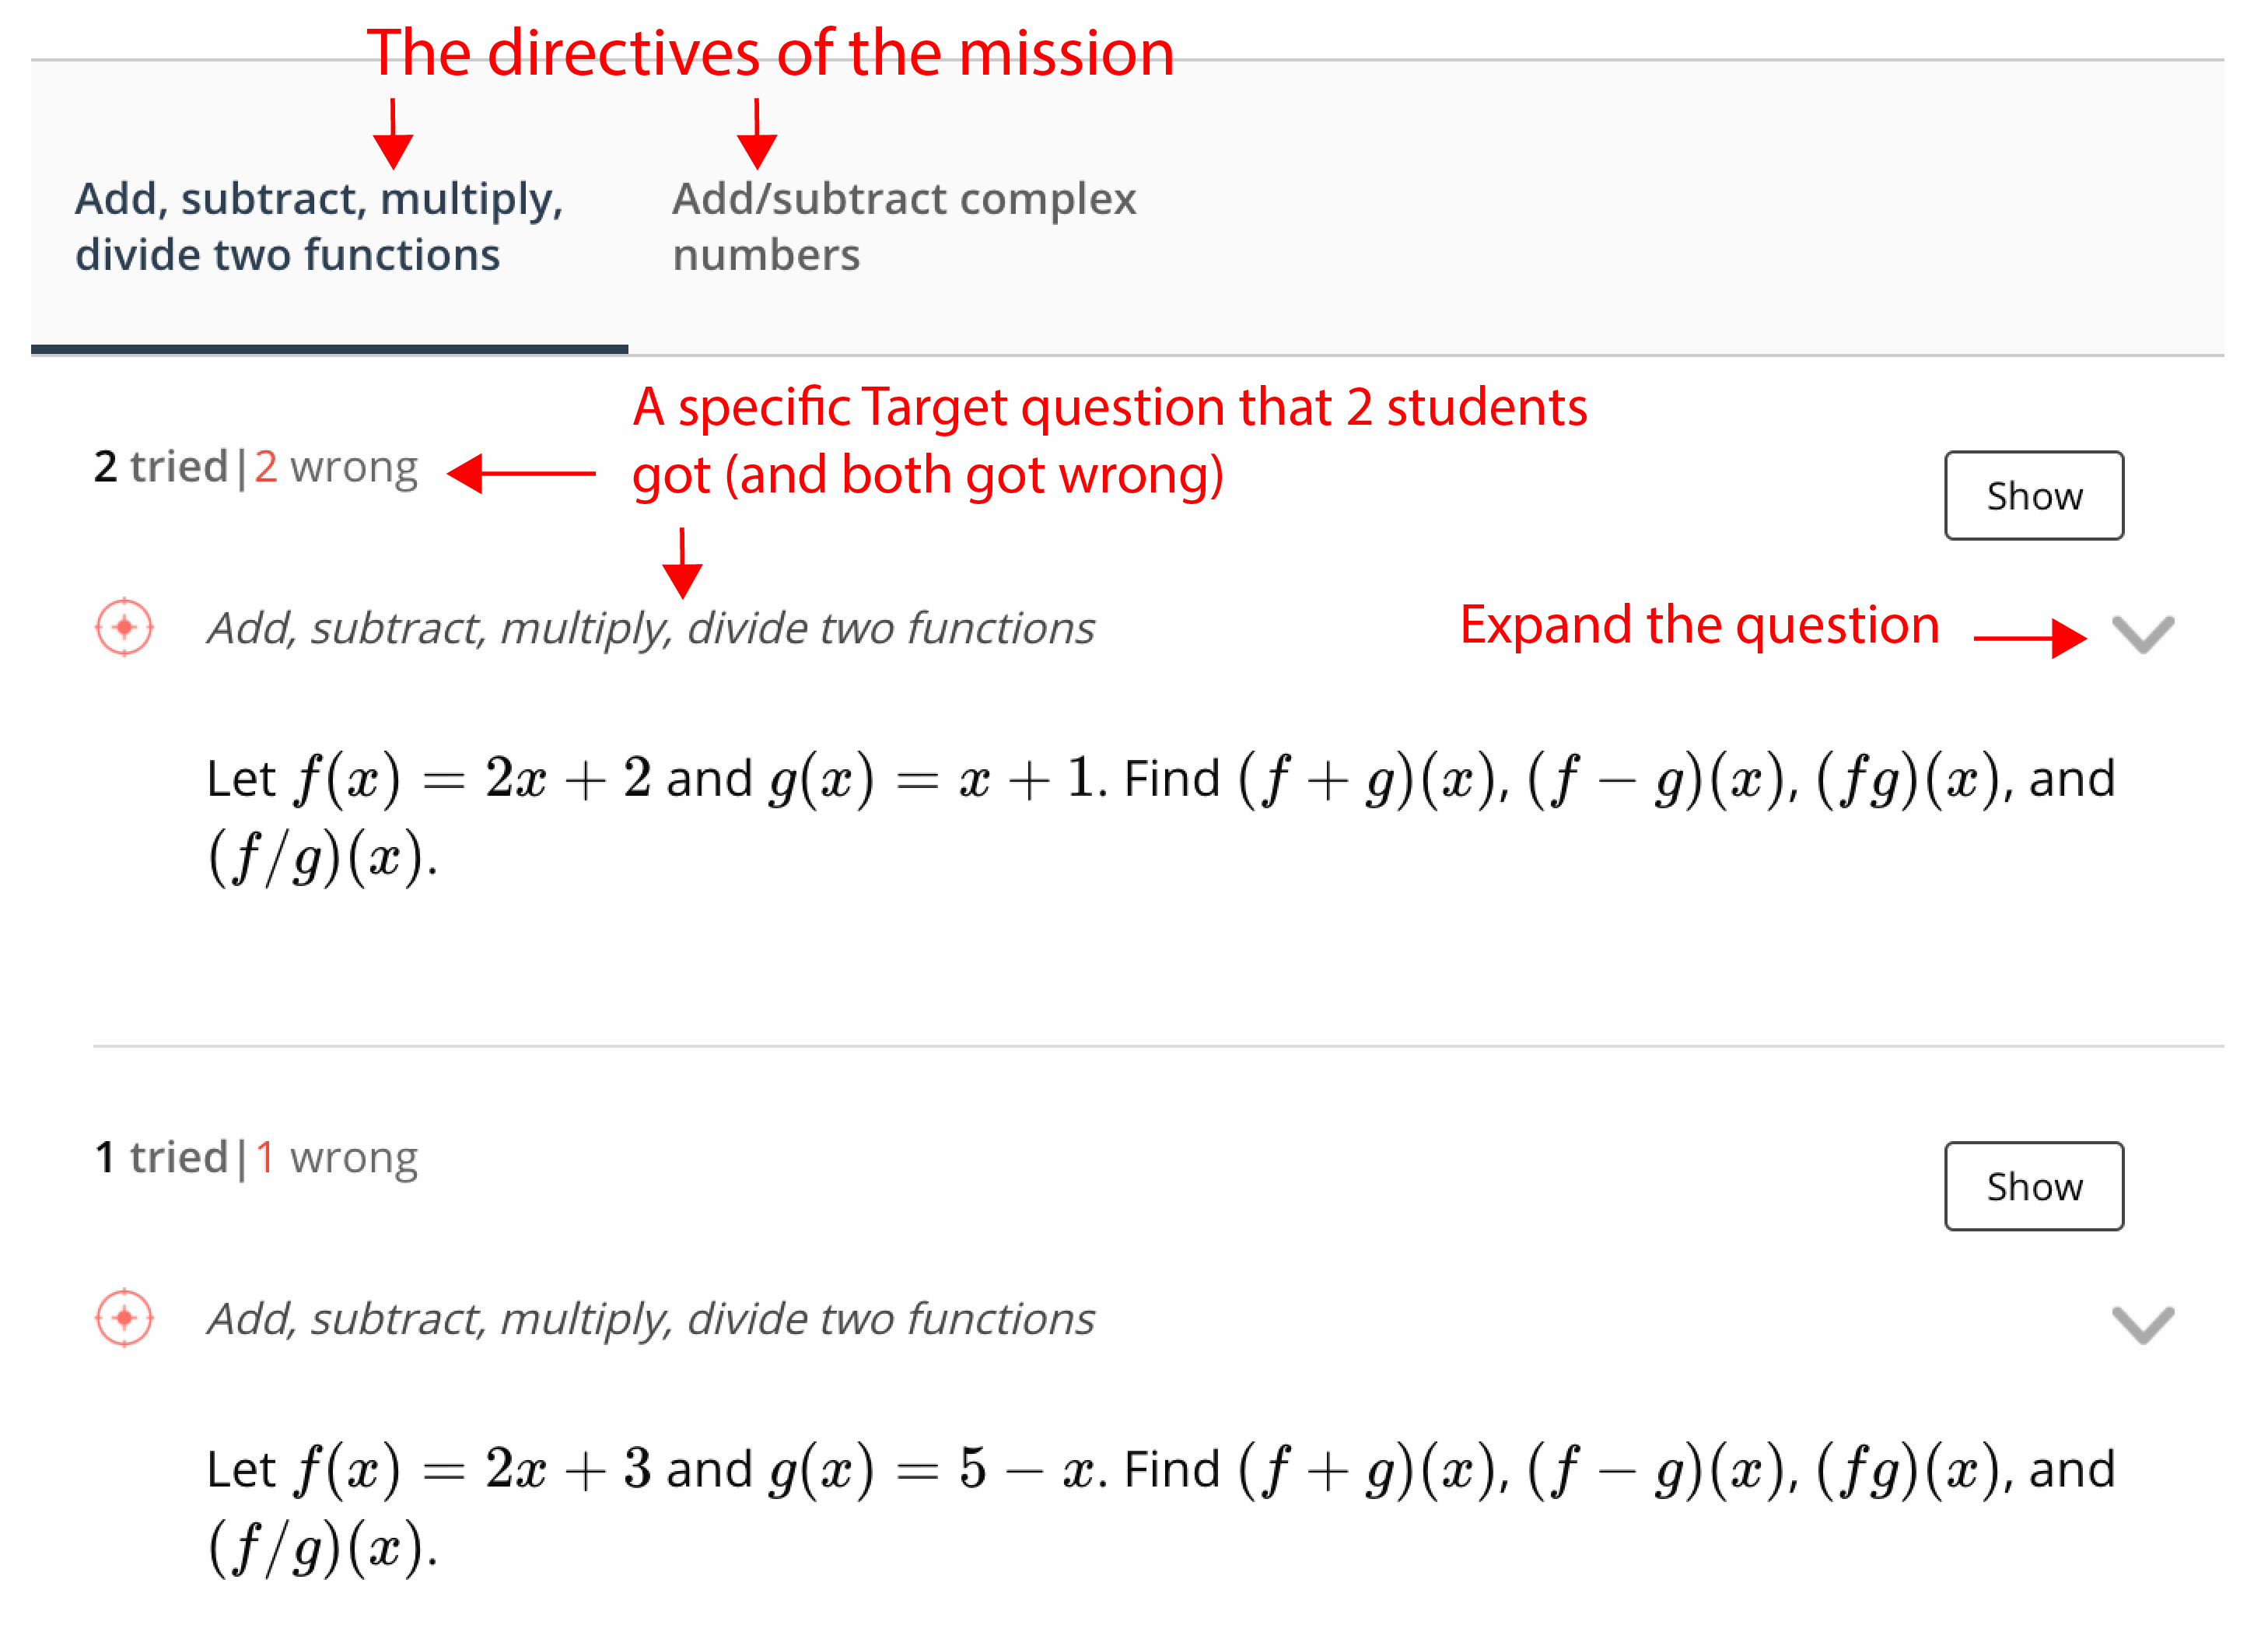 The directives of the mission
Add, subtract, multiply,
divide two functions
Add/subtract complex
numbers
A specific Target question that 2 students
got (and both got wrong)
2 tried|2 wrong
Show
Add, subtract, multiply, divide two functions
Expand the question
Let f(x) = 2x + 2 and g(x) = x + 1. Find (f + g)(x), (f − g)(x), (fg)(x), and
(f/g)(x).
1 tried|1 wrong
Show
Add, subtract, multiply, divide two functions
Let f(x) = 2x + 3 and g(x) = 5 − x. Find (f + g)(x), (f − g)(x), (fg)(x), and
(f/g)(x).